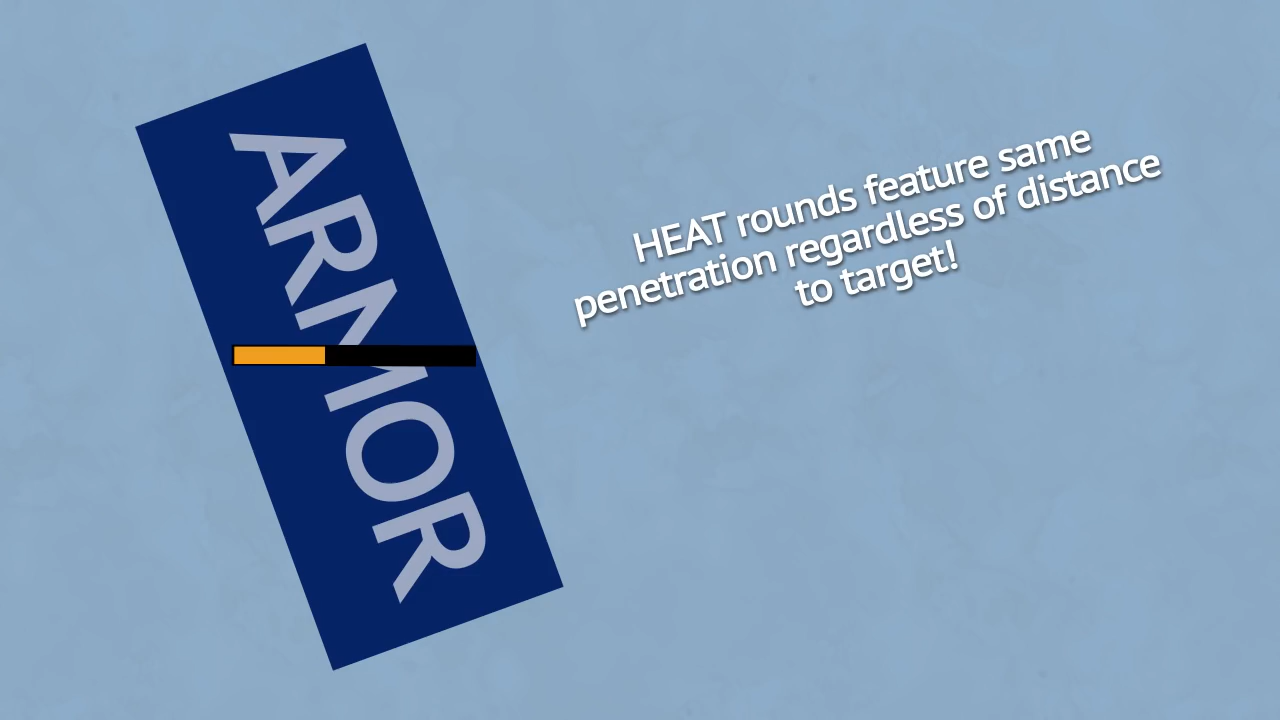 ARMOR
HEAT rounds feature same
penetration regardless of distance
to target!